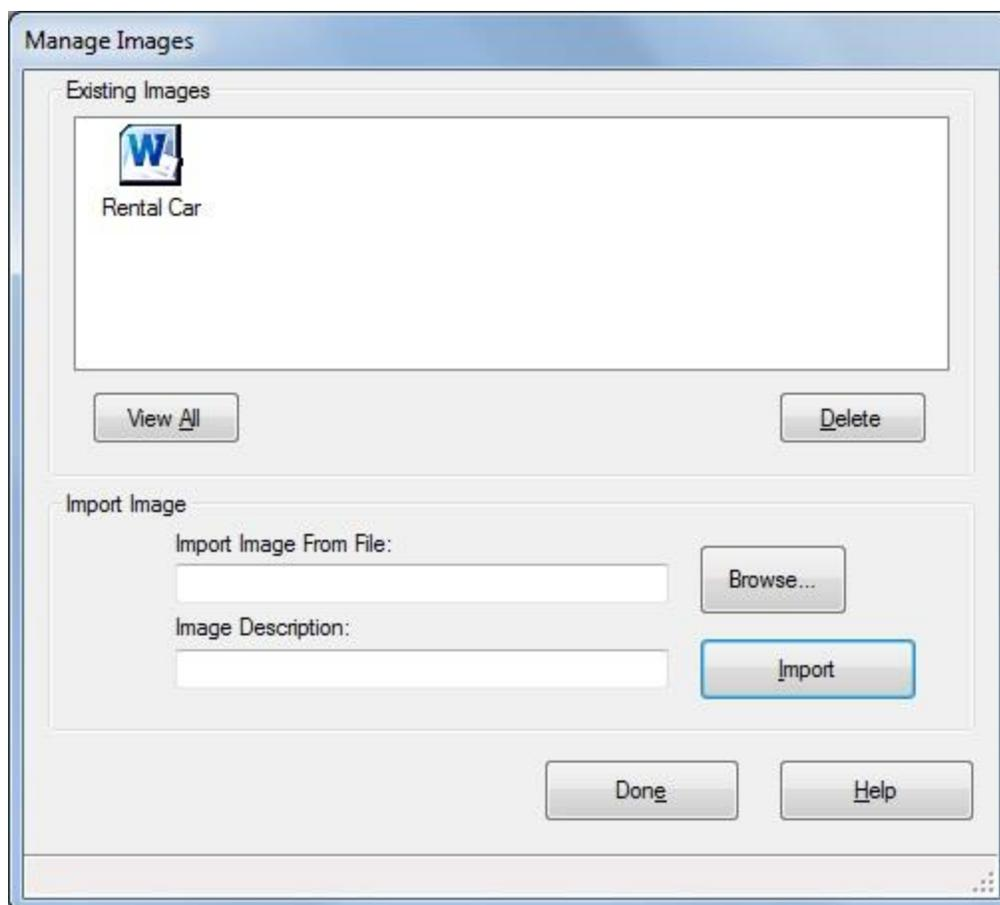 Manage Images
Existing Images
W
Rental Car
View All
Delete
Import Image
Import Image From File:
Browse...
Image Description:
Import
Done
Help